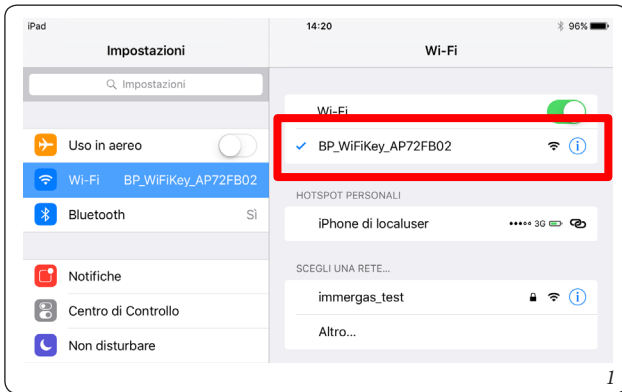 iPad 14:20 96%
Impostazioni
Wi-Fi
Impostazioni
Wi-Fi
Uso in aereo
BP_WiFiKey_AP72FB02
Wi-Fi BP_WiFiKey_AP72FB02
HOTSPOT PERSONALI
Bluetooth Sì
iPhone di localuser 3G
SCEGLI UNA RETE...
Notifiche
immergas_test
Centro di Controllo
Altro...
Non disturbare
1